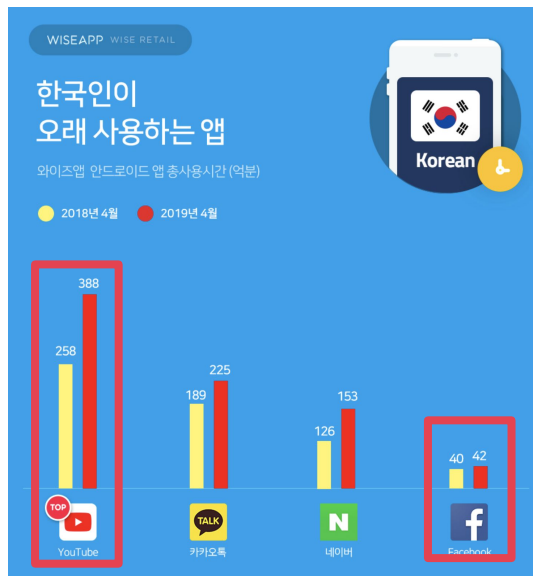 WISEAPP WISE RETAIL
한국인이
오래 사용하는 앱
와이즈앱 안드로이드 앱 총사용시간 (억분)
2018년 4월 2019년 4월
Korean
388
258
225
189
153
126
40 42
TOP
TALK
N
f
YouTube 카카오톡 네이버 Facebook